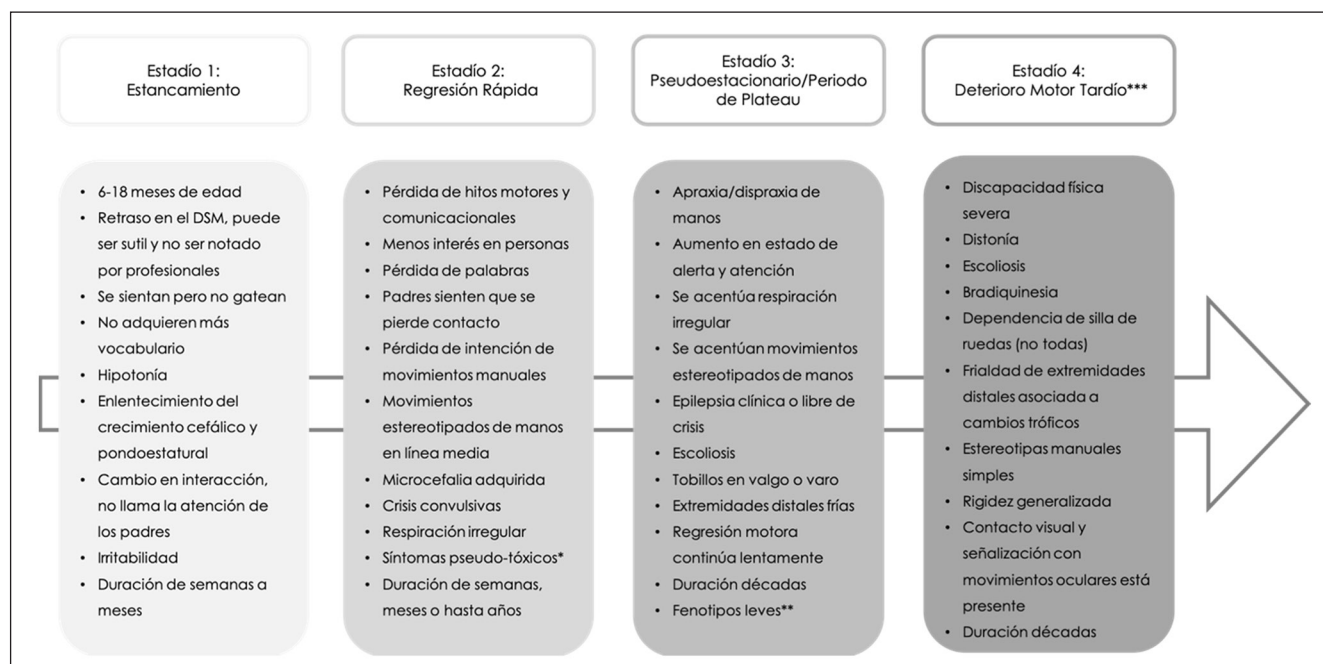 Estadío 1:
Estancamiento
Estadío 2:
Regresión Rápida
Estadío 3:
Pseudoestacionario/Periodo
de Plateau
Estadío 4:
Deterioro Motor Tardío***
• 6-18 meses de edad
• Retraso en el DSM, puede
ser sutil y no ser notado
por profesionales
• Se sientan pero no gatean
• No adquieren más
vocabulario
• Hipotonía
• Enlentecimiento del
crecimiento cefálico y
pondoestatural
• Cambio en interacción,
no llama la atención de
los padres
• Irritabilidad
• Duración de semanas a
meses
• Pérdida de hitos motores y
comunicacionales
• Menos interés en personas
• Pérdida de palabras
• Padres sienten que se
pierde contacto
• Pérdida de intención de
movimientos manuales
• Movimientos
estereotipados de manos
en línea media
• Microcefalia adquirida
• Crisis convulsivas
• Respiración irregular
• Síntomas pseudo-tóxicos*
• Duración de semanas,
meses o hasta años
• Apraxia/dispraxia de
manos
• Aumento en estado de
alerta y atención
• Se acentúa respiración
irregular
• Se acentúan movimientos
estereotipados de manos
• Epilepsia clínica o libre de
crisis
• Escoliosis
• Tobillos en valgo o varo
• Extremidades distales frías
• Regresión motora
continúa lentamente
• Duración décadas
• Fenotipos leves**
• Discapacidad física
severa
• Distonía
• Escoliosis
• Bradiquinesia
• Dependencia de silla de
ruedas (no todas)
• Frialdad de extremidades
distales asociada a
cambios tróficos
• Estereotipas manuales
simples
• Rigidez generalizada
• Contacto visual y
señalización con
movimientos oculares está
presente
• Duración décadas